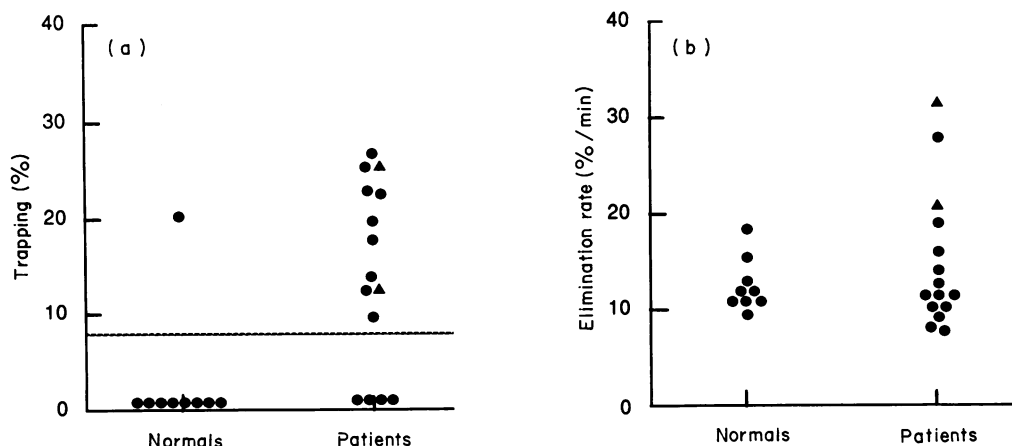 40
(a)
30
Trapping (%)
20
10
0
Normals
Patients
40
(b)
30
Elimination rate (%/min)
20
10
0
Normals
Patients